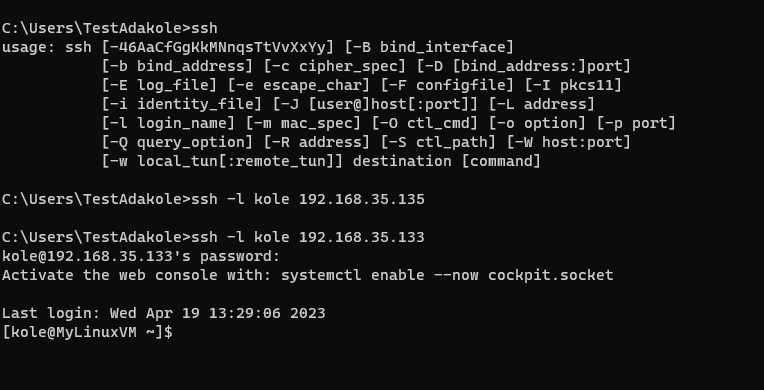 C:\Users\TestAdakole>ssh
usage: ssh [-46AaCfGgKkMNnqsTtVvXxYy] [-B bind_interface]
           [-b bind_address] [-c cipher_spec] [-D [bind_address:]port]
           [-E log_file] [-e escape_char] [-F configfile] [-I pkcs11]
           [-i identity_file] [-J [user@]host[:port]] [-L address]
           [-l login_name] [-m mac_spec] [-O ctl_cmd] [-o option] [-p port]
           [-Q query_option] [-R address] [-S ctl_path] [-W host:port]
           [-w local_tun[:remote_tun]] destination [command]
C:\Users\TestAdakole>ssh -l kole 192.168.35.135
C:\Users\TestAdakole>ssh -l kole 192.168.35.133
kole@192.168.35.133's password:
Activate the web console with: systemctl enable --now cockpit.socket
Last login: Wed Apr 19 13:29:06 2023
[kole@MyLinuxVM ~]$